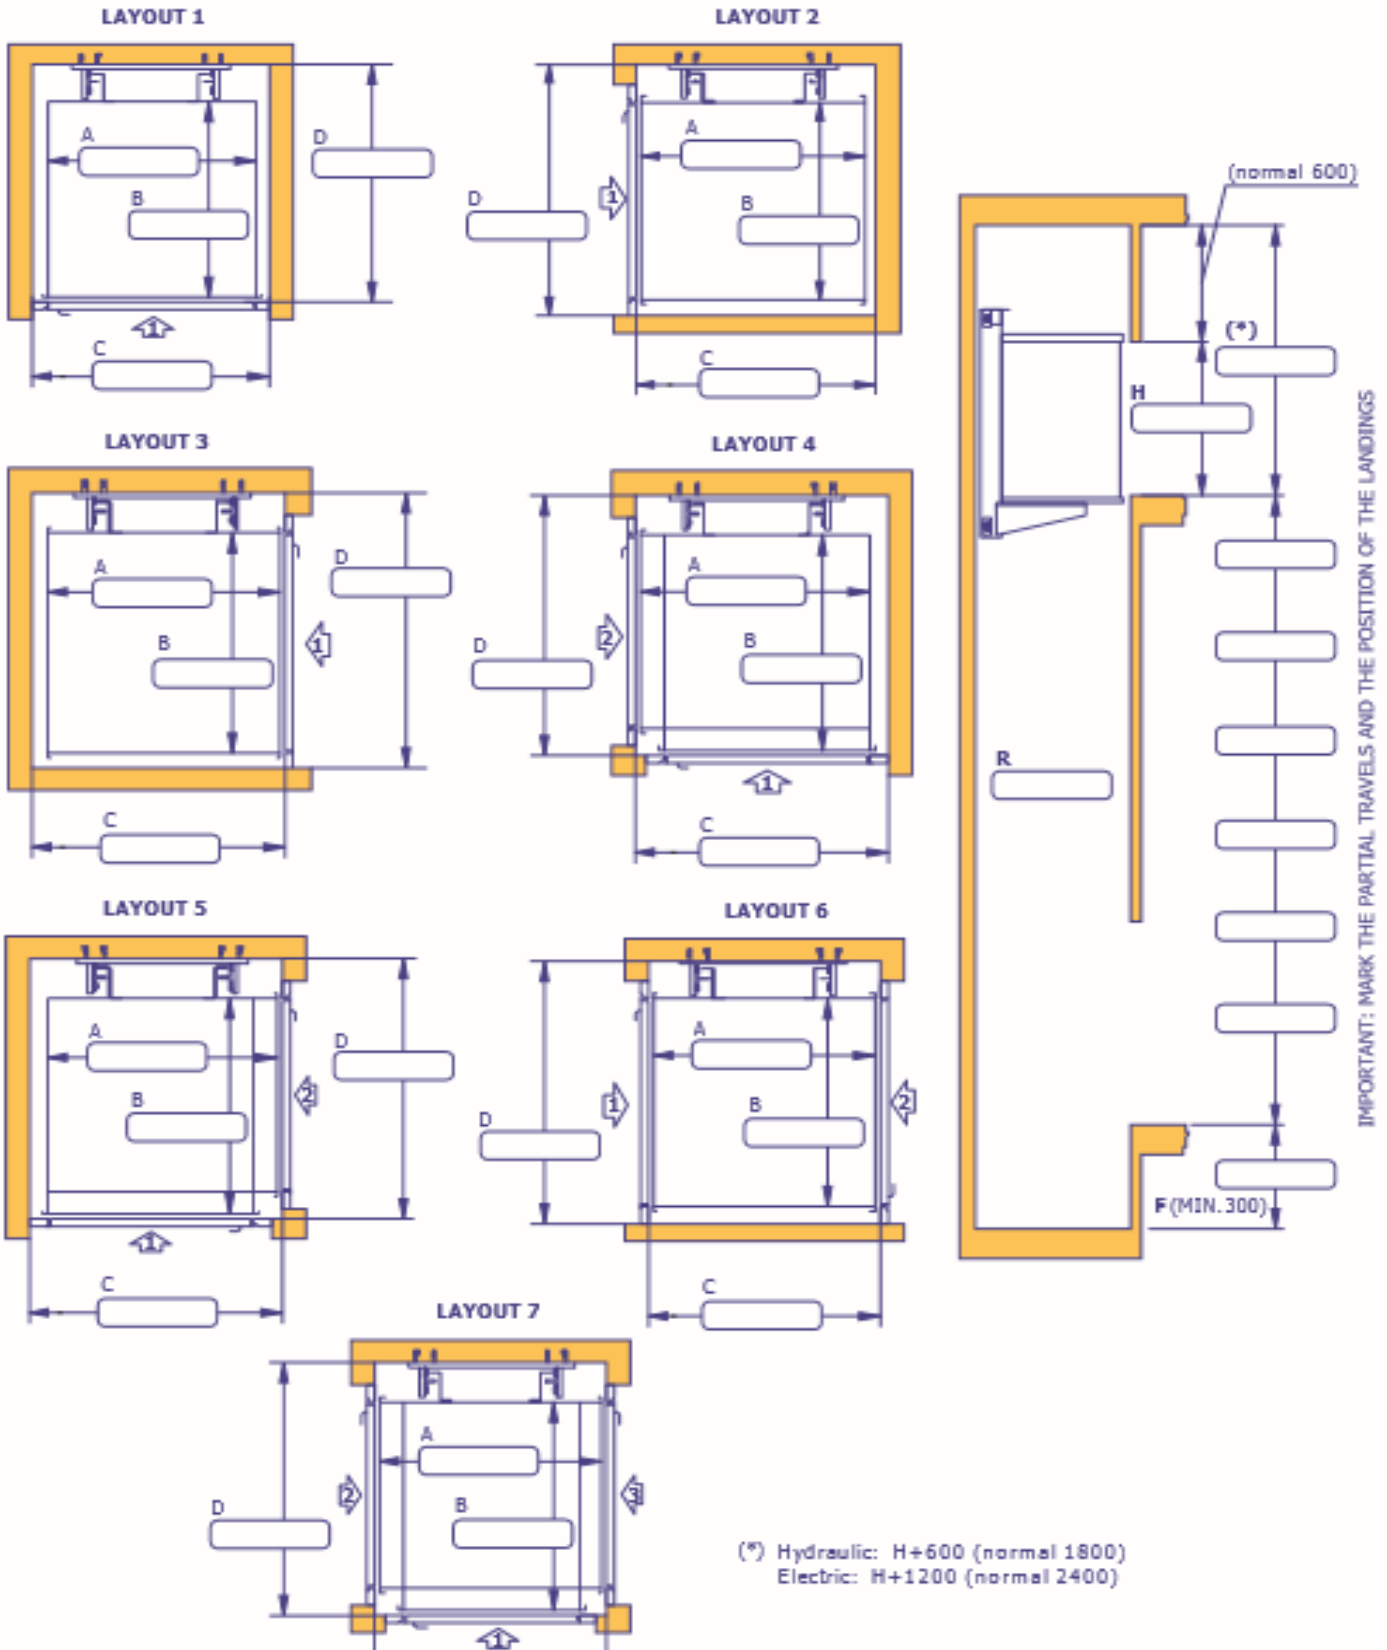 LAYOUT 1
A
B
D
1
C
LAYOUT 2
A
B
D
1
C
LAYOUT 3
A
B
D
1
C
LAYOUT 4
A
B
D
2
1
C
LAYOUT 5
A
B
D
2
1
C
LAYOUT 6
A
B
D
1
2
C
LAYOUT 7
A
B
D
2
3
1
(normal 600)
(*)
H
R
F(MIN.300)
IMPORTANT: MARK THE PARTIAL TRAVELS AND THE POSITION OF THE LANDINGS
(*) Hydraulic: H+600 (normal 1800)
Electric: H+1200 (normal 2400)